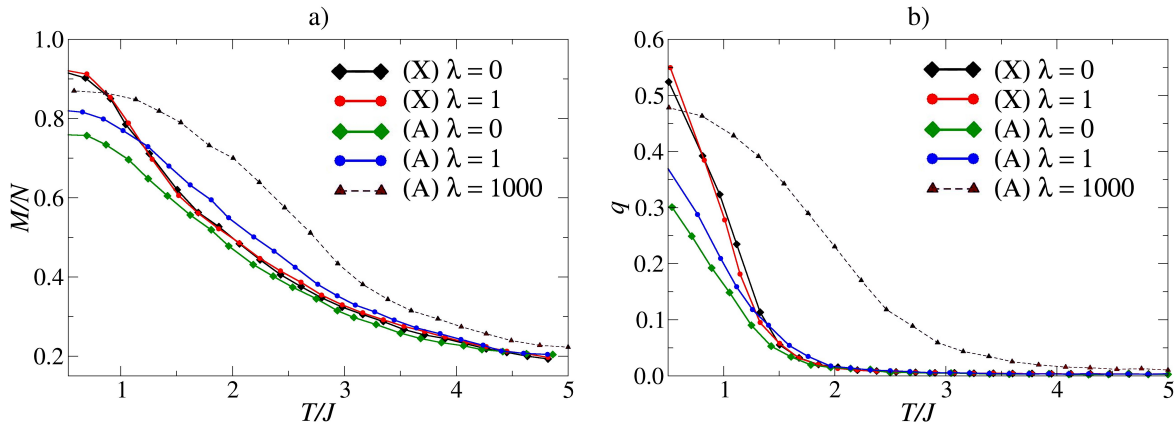 a)
1.0
0.8
0.6
0.4
0.2
M/N
1
2
3
4
5
T/J
(X) λ = 0
(X) λ = 1
(A) λ = 0
(A) λ = 1
(A) λ = 1000
b)
0.6
0.5
0.4
0.3
0.2
0.1
0.0
q
1
2
3
4
5
T/J
(X) λ = 0
(X) λ = 1
(A) λ = 0
(A) λ = 1
(A) λ = 1000